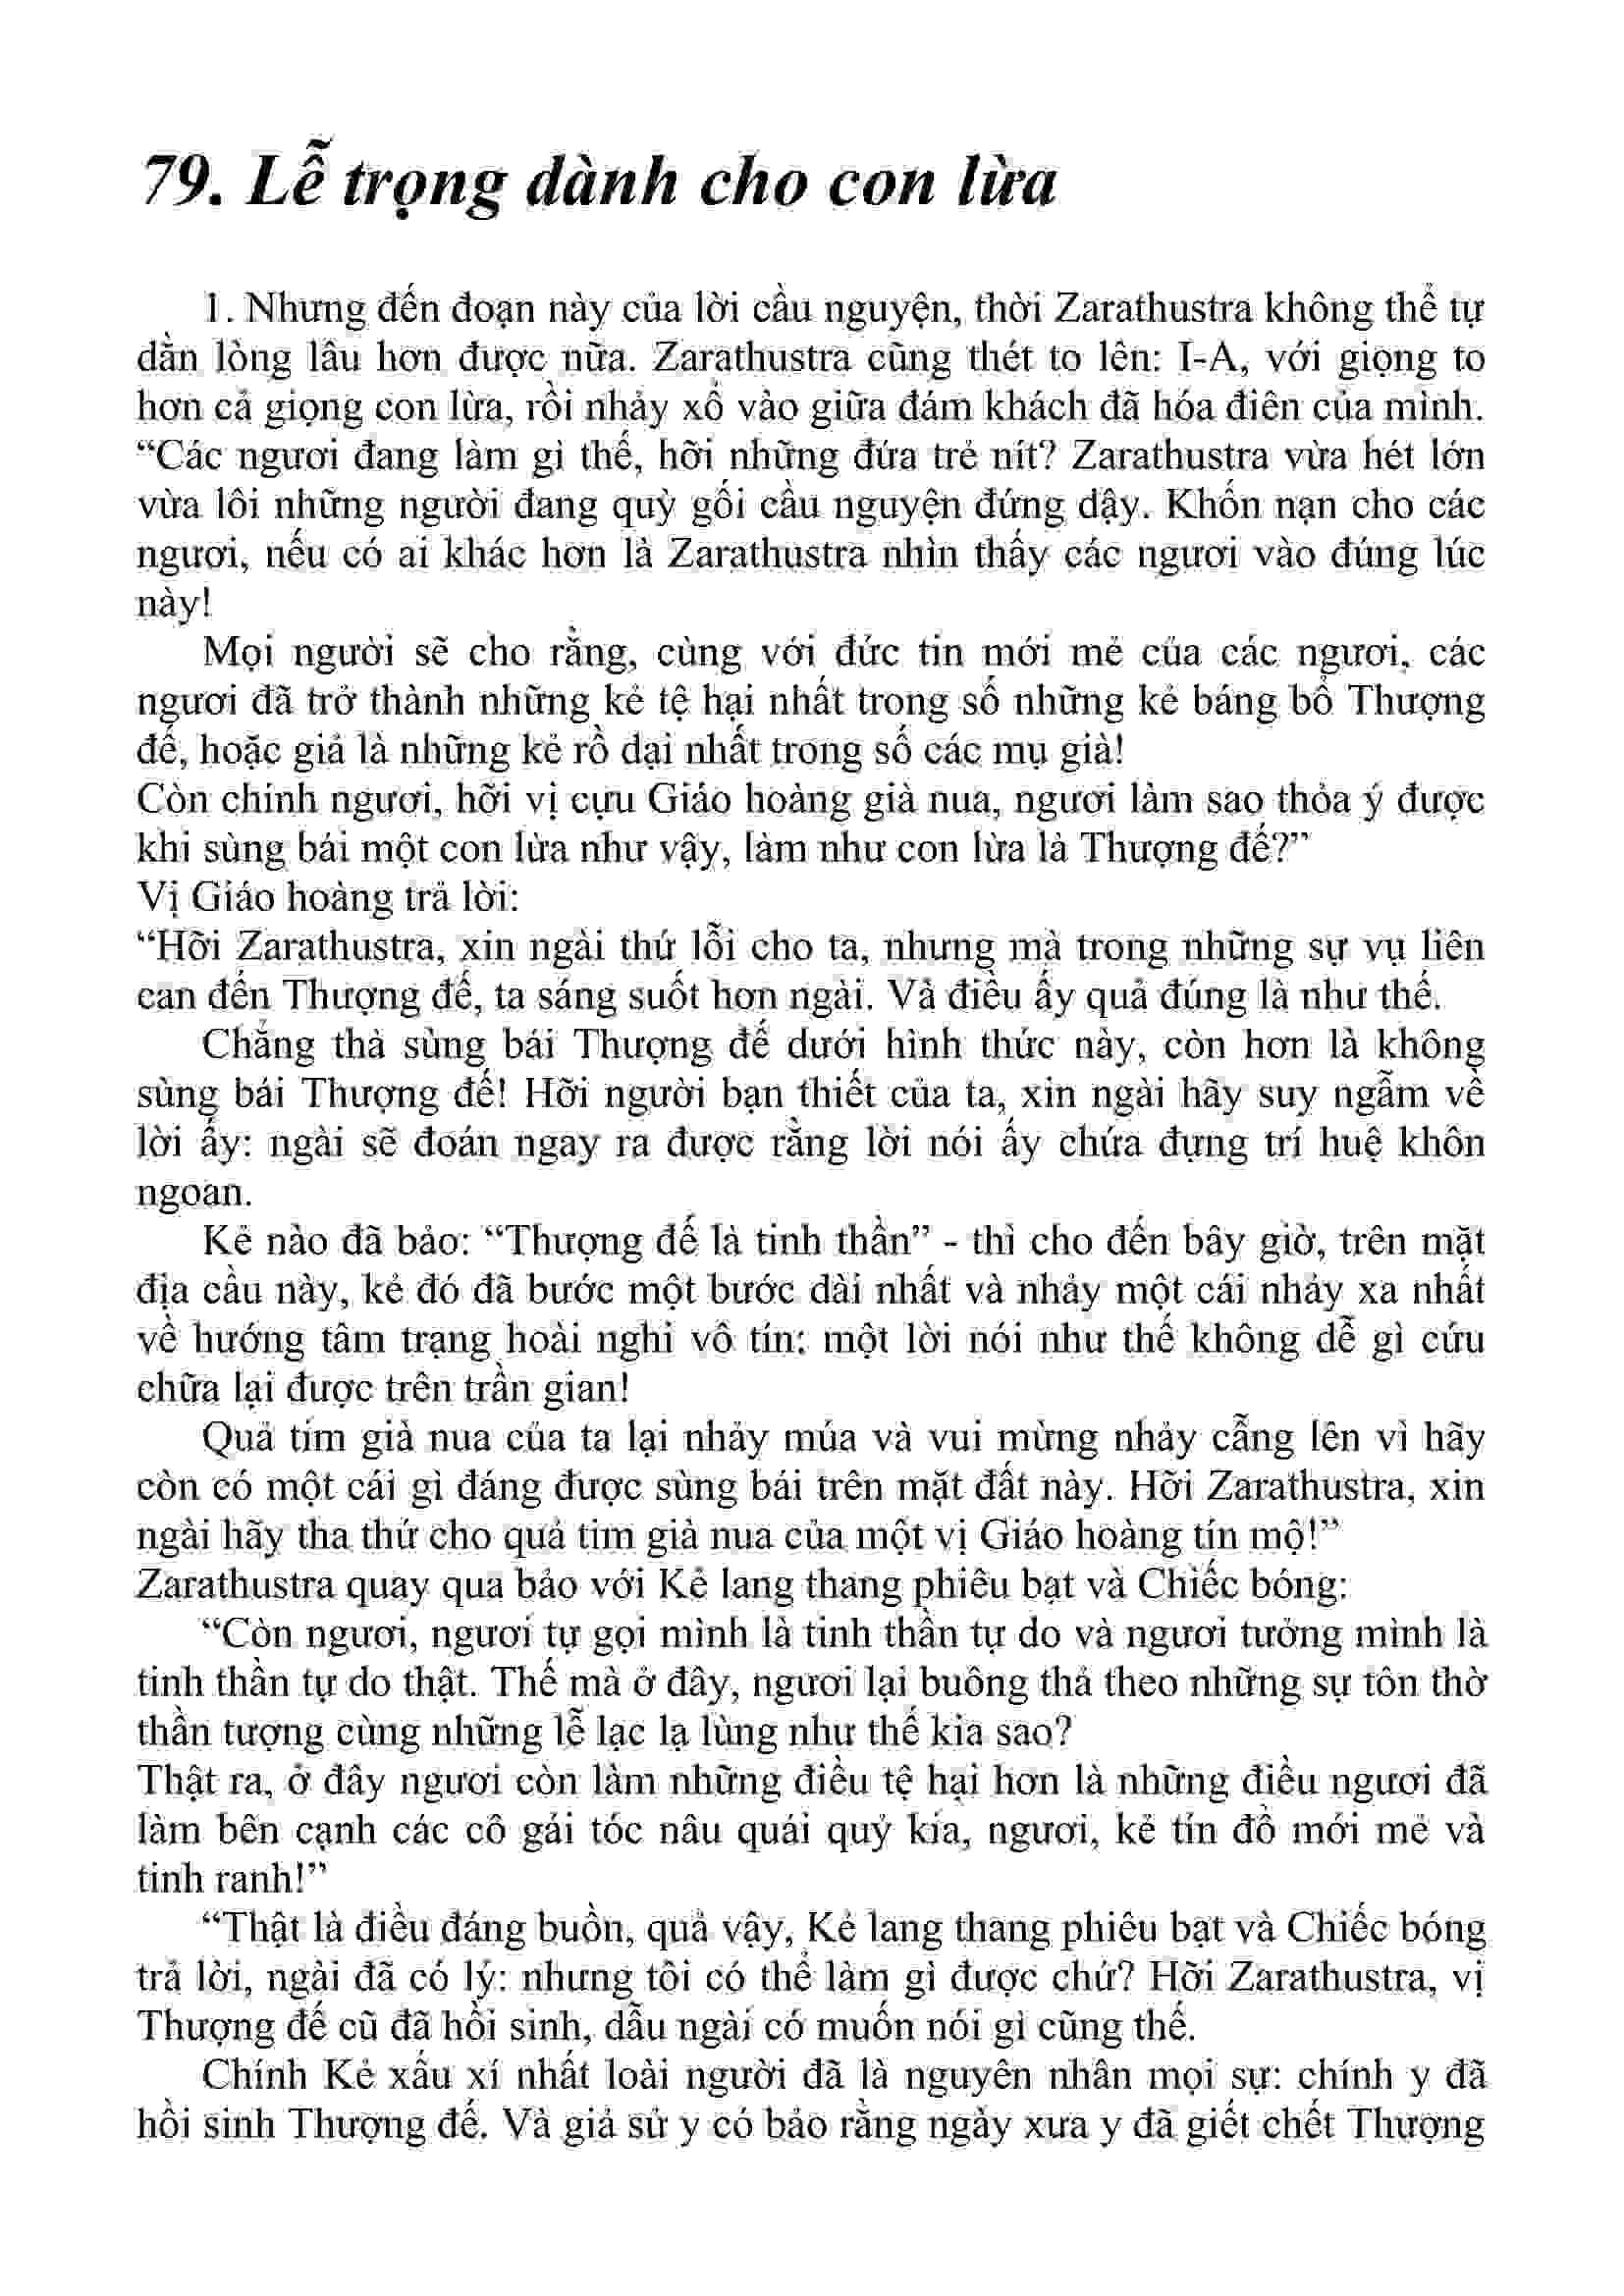 79. Lễ trọng dành cho con lừa
1. Nhưng đến đoạn này của lời cầu nguyện, thời Zarathustra không thể tự
dằn lòng lâu hơn được nữa. Zarathustra cũng thét to lên: I-A, với giọng to
hơn cả giọng con lừa, rồi nhảy xổ vào giữa đám khách đã hóa điên của mình.
“Các ngươi đang làm gì thế, hỡi những đứa trẻ nít? Zarathustra vừa hét lớn
vừa lôi những người đang quỳ gối cầu nguyện đứng dậy. Khốn nạn cho các
ngươi, nếu có ai khác hơn là Zarathustra nhìn thấy các ngươi vào đúng lúc
này!
Mọi người sẽ cho rằng, cùng với đức tin mới mẻ của các ngươi, các
ngươi đã trở thành những kẻ tệ hại nhất trong số những kẻ báng bổ Thượng
đế, hoặc giả là những kẻ rồ dại nhất trong số các mụ già!
Còn chính ngươi, hỡi vị cựu Giáo hoàng già nua, ngươi làm sao thỏa ý được
khi sùng bái một con lừa như vậy, làm như con lừa là Thượng đế?”
Vị Giáo hoàng trả lời:
“Hỡi Zarathustra, xin ngài thứ lỗi cho ta, nhưng mà trong những sự vụ liên
can đến Thượng đế, ta sáng suốt hơn ngài. Và điều ấy quả đúng là như thế.
Chẳng thà sùng bái Thượng đế dưới hình thức này, còn hơn là không
sùng bái Thượng đế! Hỡi người bạn thiết của ta, xin ngài hãy suy ngẫm về
lời ấy: ngài sẽ đoán ngay ra được rằng lời nói ấy chứa đựng trí huệ khôn
ngoan.
Kẻ nào đã bảo: “Thượng đế là tinh thần” - thì cho đến bây giờ, trên mặt
địa cầu này, kẻ đó đã bước một bước dài nhất và nhảy một cái nhảy xa nhất
về hướng tâm trạng hoài nghi vô tín: một lời nói như thế không dễ gì cứu
chữa lại được trên trần gian!
Quả tim già nua của ta lại nhảy múa và vui mừng nhảy cẫng lên vì hãy
còn có một cái gì đáng được sùng bái trên mặt đất này. Hỡi Zarathustra, xin
ngài hãy tha thứ cho quả tim già nua của một vị Giáo hoàng tín mộ!”
Zarathustra quay qua bảo với Kẻ lang thang phiêu bạt và Chiếc bóng:
“Còn ngươi, ngươi tự gọi mình là tinh thần tự do và ngươi tưởng mình là
tinh thần tự do thật. Thế mà ở đây, ngươi lại buông thả theo những sự tôn thờ
thần tượng cùng những lễ lạc lạ lùng như thế kia sao?
Thật ra, ở đây ngươi còn làm những điều tệ hại hơn là những điều ngươi đã
làm bên cạnh các cô gái tóc nâu quái quỷ kía, ngươi, kẻ tín đồ mới mẻ và
tinh ranh!”
“Thật là điều đáng buồn, quả vậy, Kẻ lang thang phiêu bạt và Chiếc bóng
trả lời, ngài đã có lý: nhưng tôi có thể làm gì được chứ? Hỡi Zarathustra, vị
Thượng đế cũ đã hồi sinh, dẫu ngài có muốn nói gì cũng thế.
Chính Kẻ xấu xí nhất loài người đã là nguyên nhân mọi sự: chính y đã
hồi sinh Thượng đế. Và giả sử y có bảo rằng ngày xưa y đã giết chết Thượng